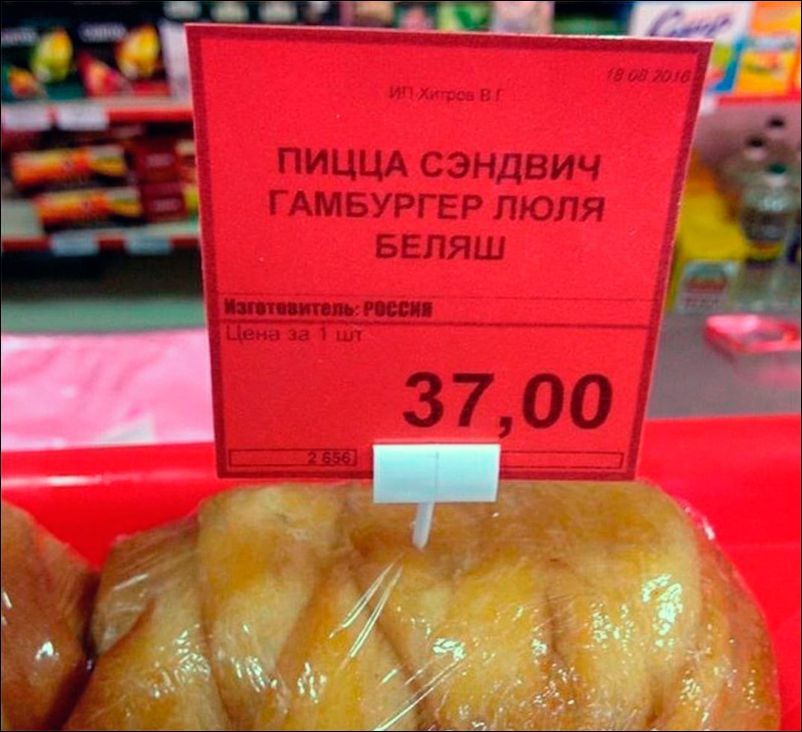 18 08 2016
ИП Хитров В Г
ПИЦЦА СЭНДВИЧ
ГАМБУРГЕР ЛЮЛЯ
БЕЛЯШ
Изготовитель: РОССИЯ
Цена за 1 шт
37,00
2 656